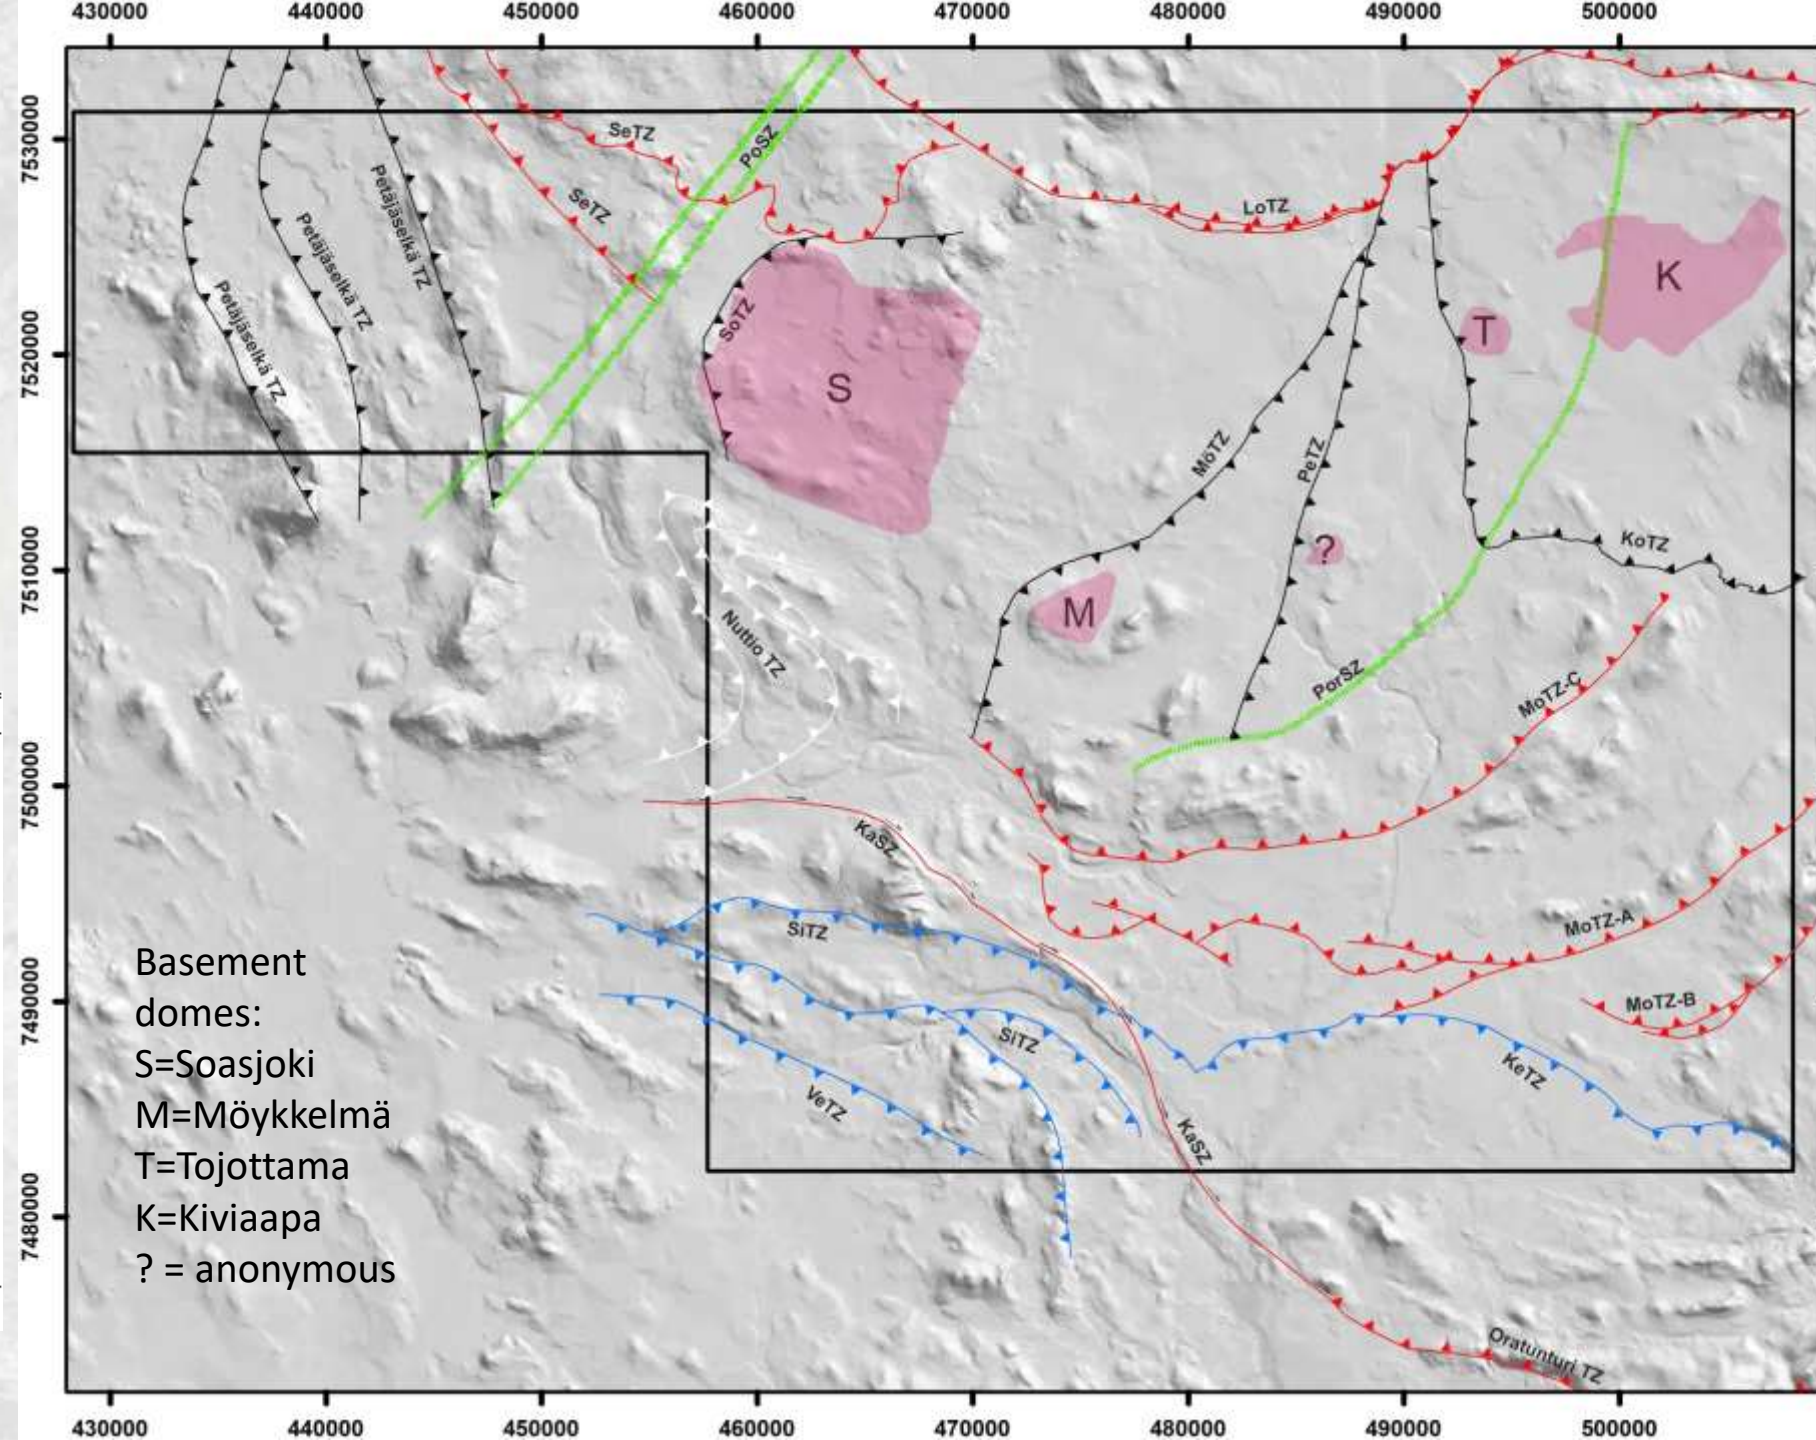 430000 440000 450000 460000 470000 480000 490000 500000
7530000
7520000
7510000
7500000
7490000
7480000
SeTZ
SeTZ
PoSZ
Petäjäselkä TZ
Petäjäselkä TZ
Petäjäselkä TZ
LoTZ
SoTZ
S
K
T
MöTZ
PeTZ
?
KoTZ
M
Nuttio TZ
PorSZ
MoTZ-C
KaSZ
SiTZ
MoTZ-A
MoTZ-B
SiTZ
KeTZ
VeTZ
KaSZ
Oratunturi TZ
Basement
domes:
S=Soasjoki
M=Möykkelmä
T=Tojottama
K=Kiviaapa
? = anonymous
430000 440000 450000 460000 470000 480000 490000 500000